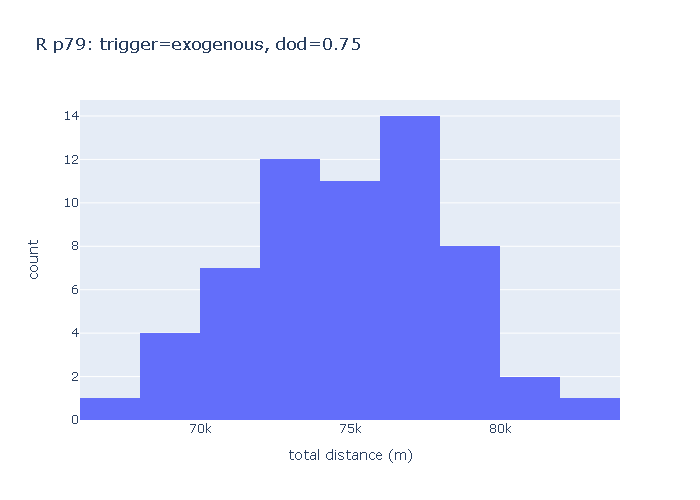 R p79: trigger=exogenous, dod=0.75
14
12
10
8
6
4
2
0
count
70k
75k
80k
total distance (m)